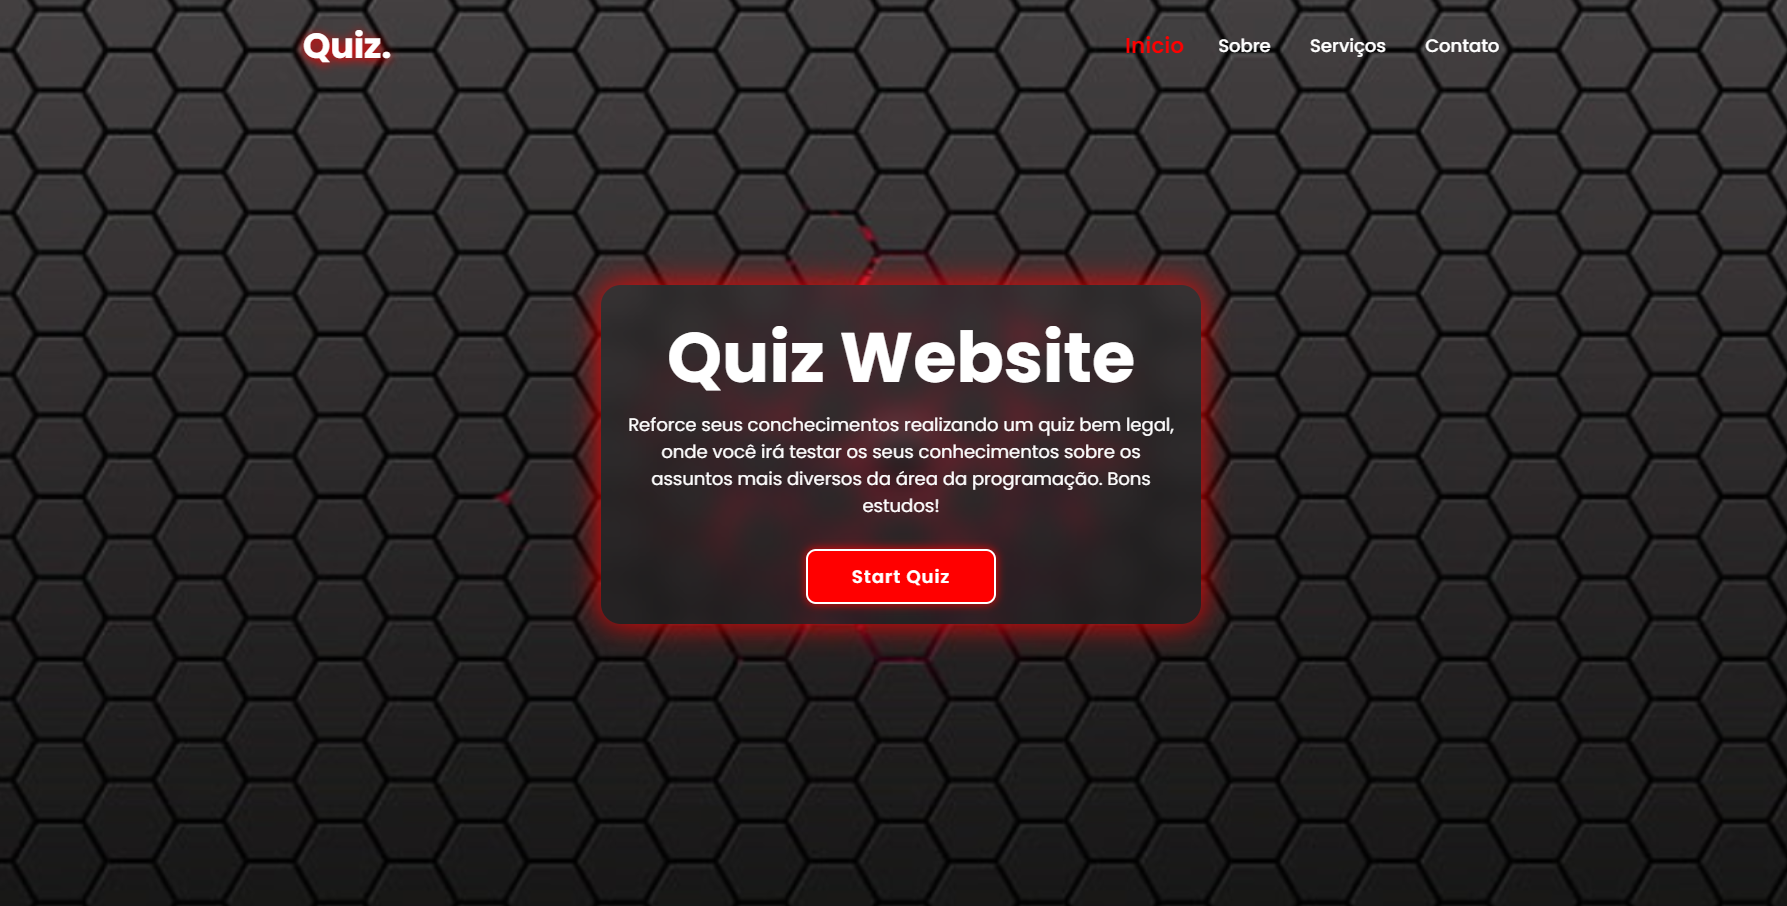 Quiz.
Início Sobre Serviços Contato
Quiz Website
Reforce seus conchecimentos realizando um quiz bem legal,
onde você irá testar os seus conhecimentos sobre os
assuntos mais diversos da área da programação. Bons
estudos!
Start Quiz